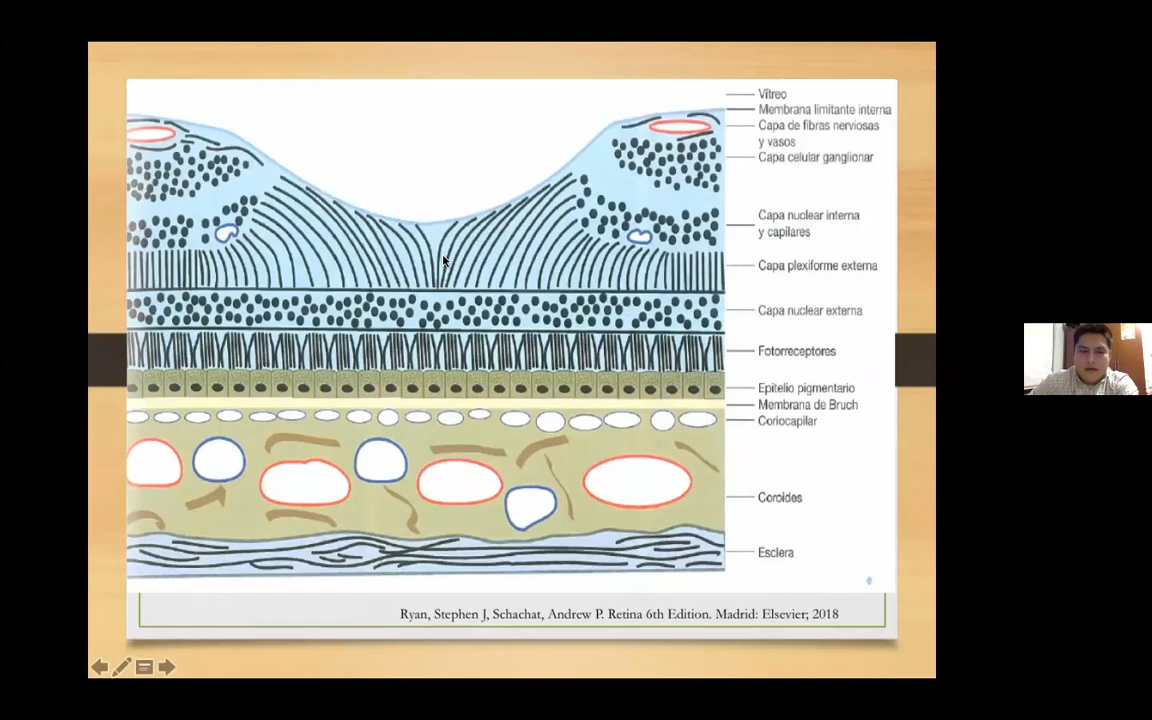 Vítreo
Membrana limitante interna
Capa de fibras nerviosas
y vasos
Capa celular ganglionar
Capa nuclear interna
y capilares
Capa plexiforme externa
Capa nuclear externa
Fotorreceptores
Epitelio pigmentario
Membrana de Bruch
Coriocapilar
Coroides
Esclera
Ryan, Stephen J, Schachat, Andrew P. Retina 6th Edition. Madrid: Elsevier; 2018